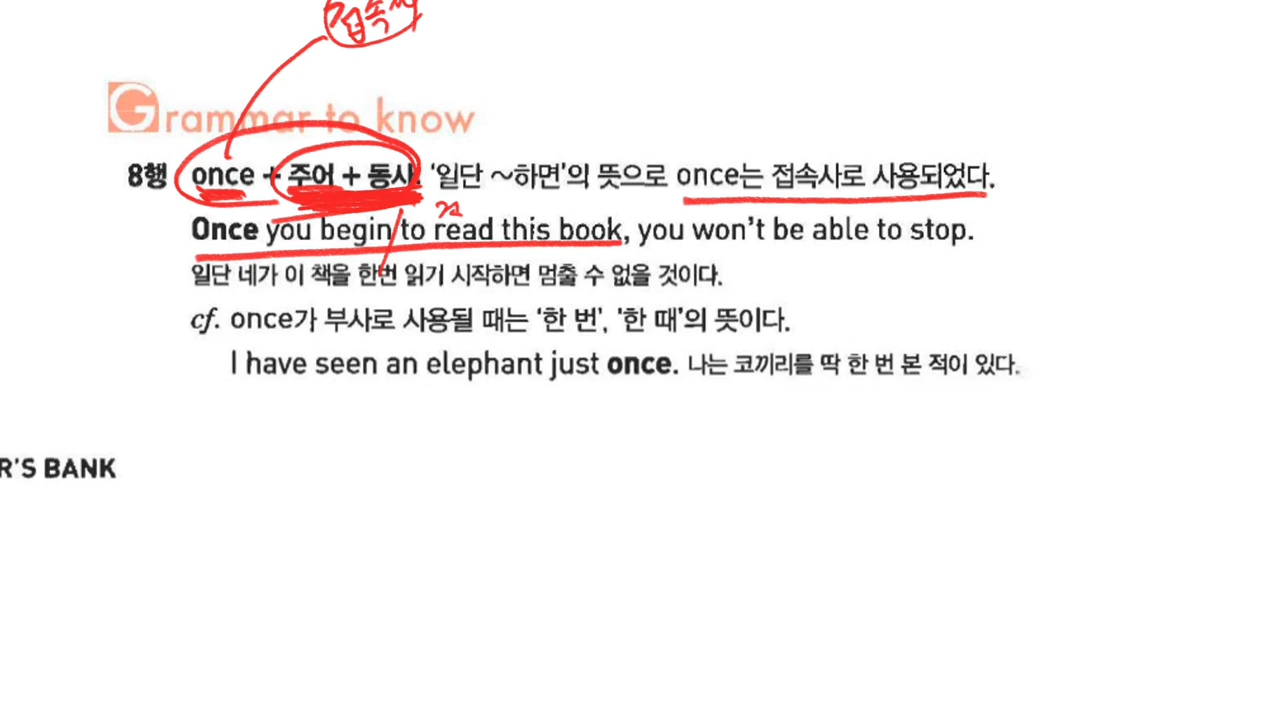 접속사
Grammar to know
8행 once + 주어 + 동사: '일단 ~하면'의 뜻으로 once는 접속사로 사용되었다.
Once you begin to read this book, you won't be able to stop.
일단 네가 이 책을 한번 읽기 시작하면 멈출 수 없을 것이다.
cf. once가 부사로 사용될 때는 '한 번', '한 때'의 뜻이다.
I have seen an elephant just once. 나는 코끼리를 딱 한 번 본 적이 있다.
R'S BANK